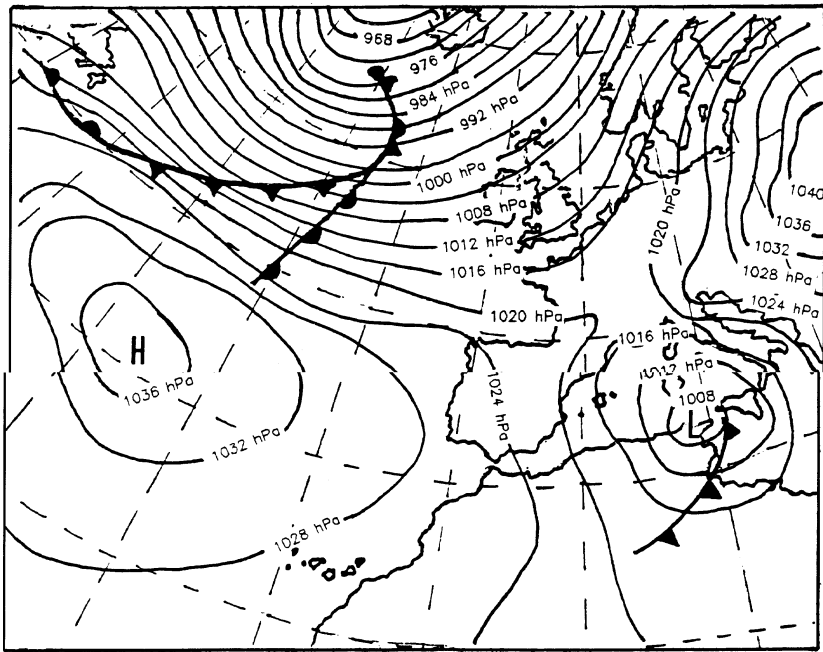 968
976
984 hPa
992 hPa
1000 hPa
1008 hPa
1012 hPa
1016 hPa
1020 hPa
1020 hPa
1040
1036
1032
1028 hPa
1024 hPa
1016 hPa
hPa
1008
L
1024 hPa
H
1036 hPa
1032 hPa
1028 hPa